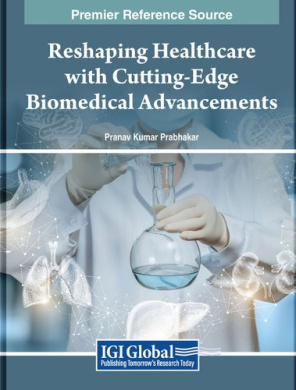 Premier Reference Source
Reshaping Healthcare
with Cutting-Edge
Biomedical Advancements
Pranav Kumar Prabhakar
IGI Global
Publishing Tomorrow's Research Today